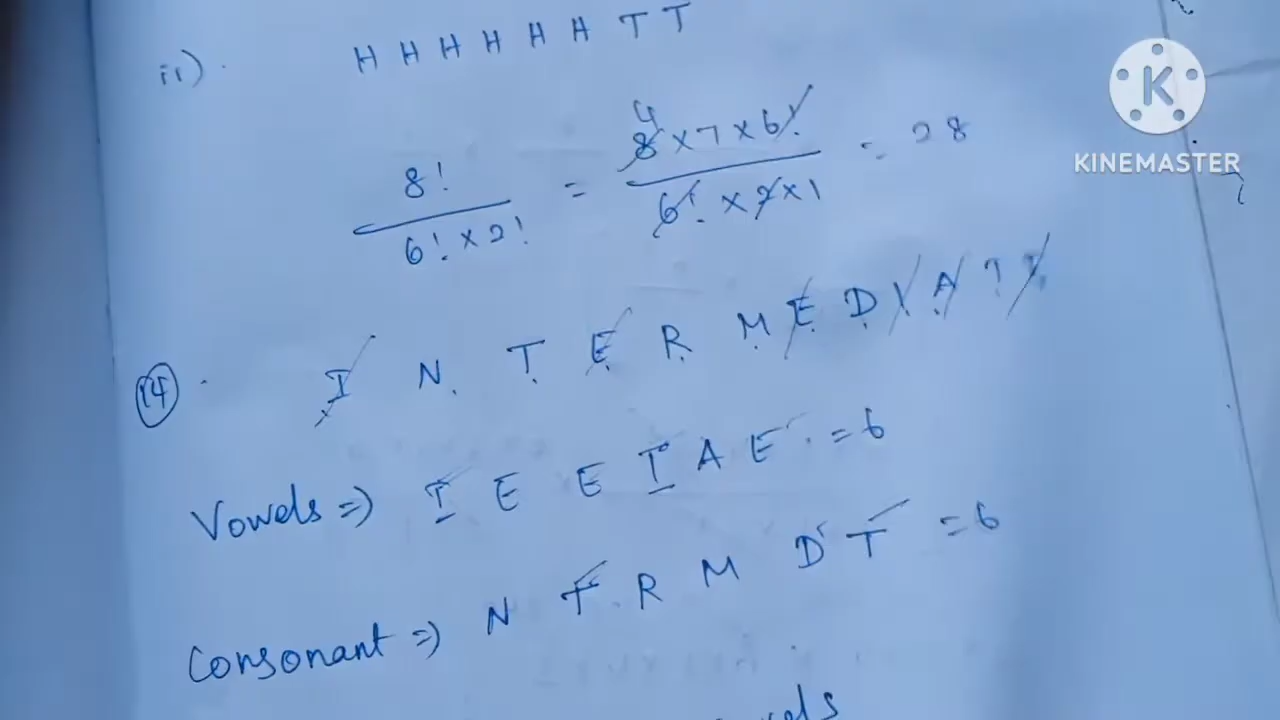 ii). H H H H H H T T
8! / 6! × 2! = 8 4 × 7 × 6! / 6! × 2 × 1 = 28
14. I N T E R M E D I A T E
Vowels => I E E I A E = 6
Consonant => N T R M D T = 6
K
KINEMASTER